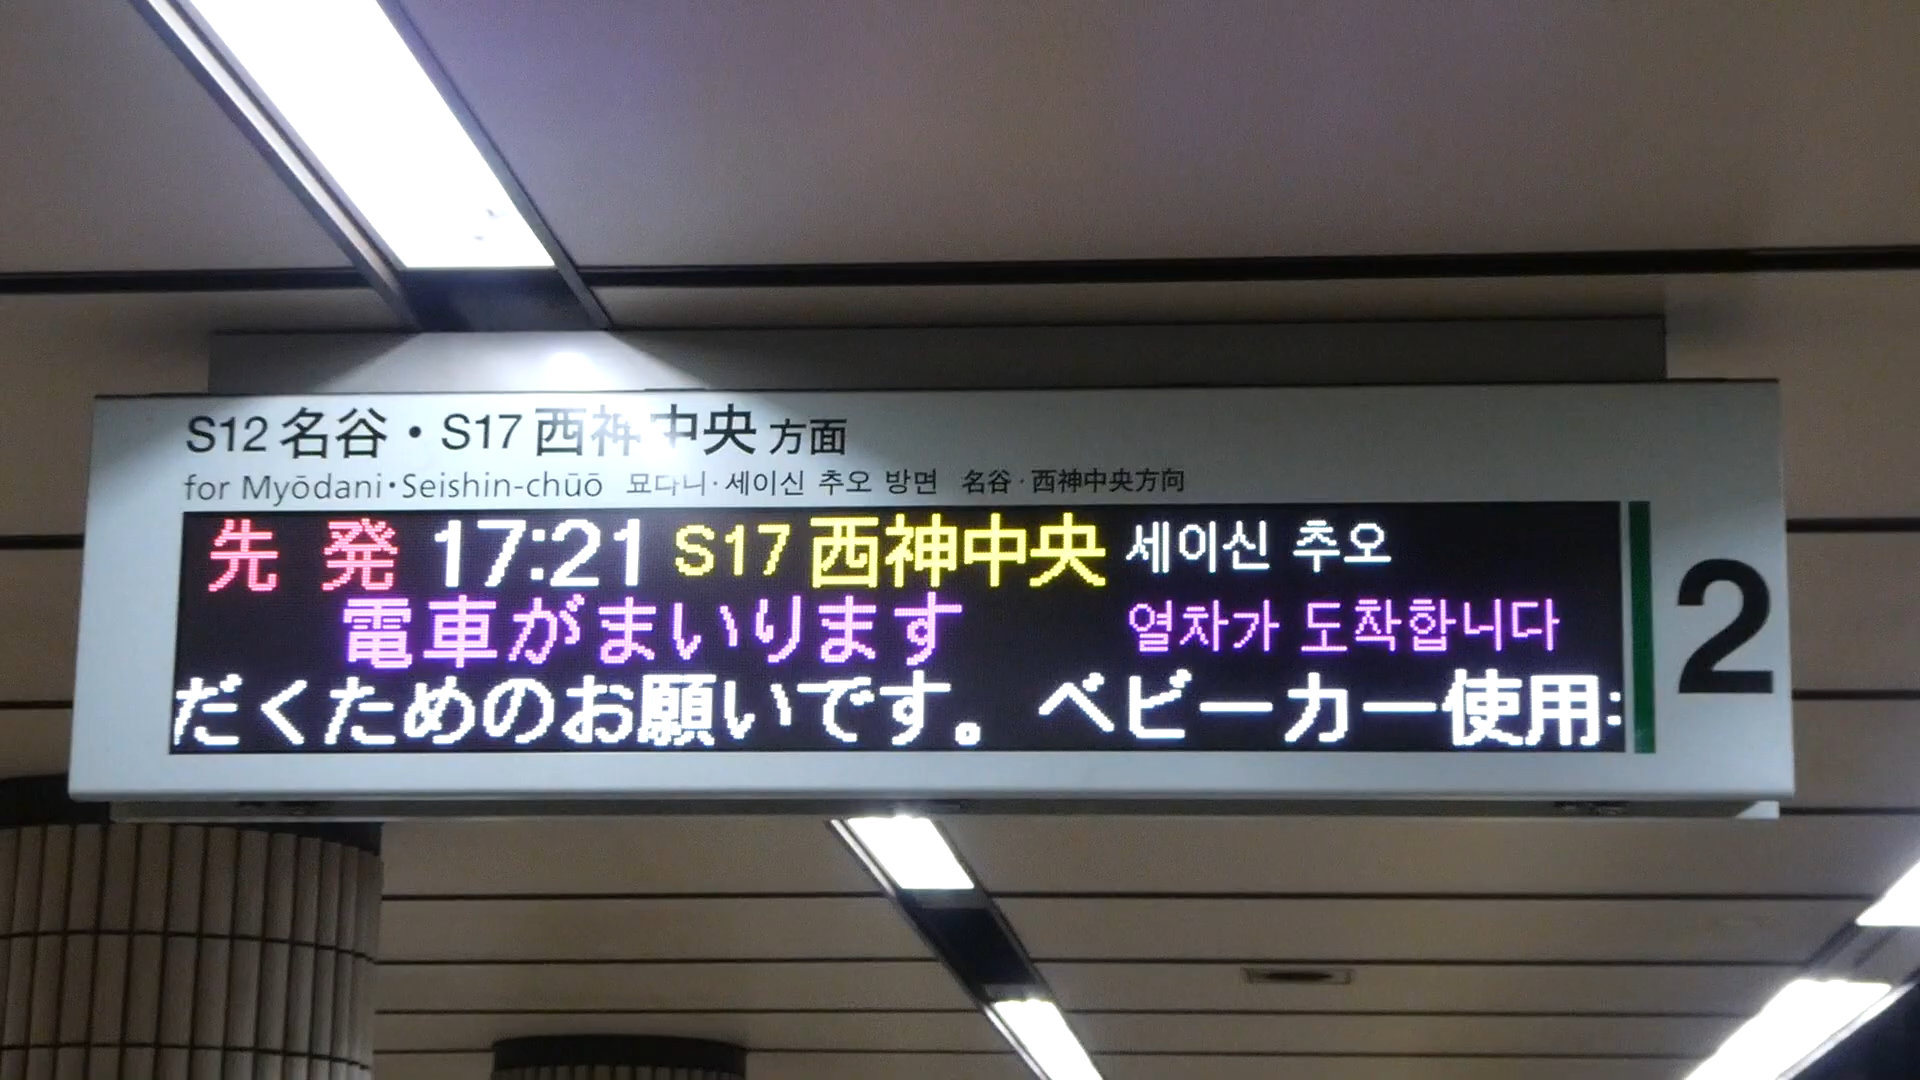 S12 名谷・S17 西神中央 方面
for Myōdani・Seishin-chūō 묘다니·세이신 추오 방면 名谷·西神中央方向
先 発 17:21 S17 西神中央 세이신 추오
電車がまいります 열차가 도착합니다
だくためのお願いです。 ベビーカー使用
2